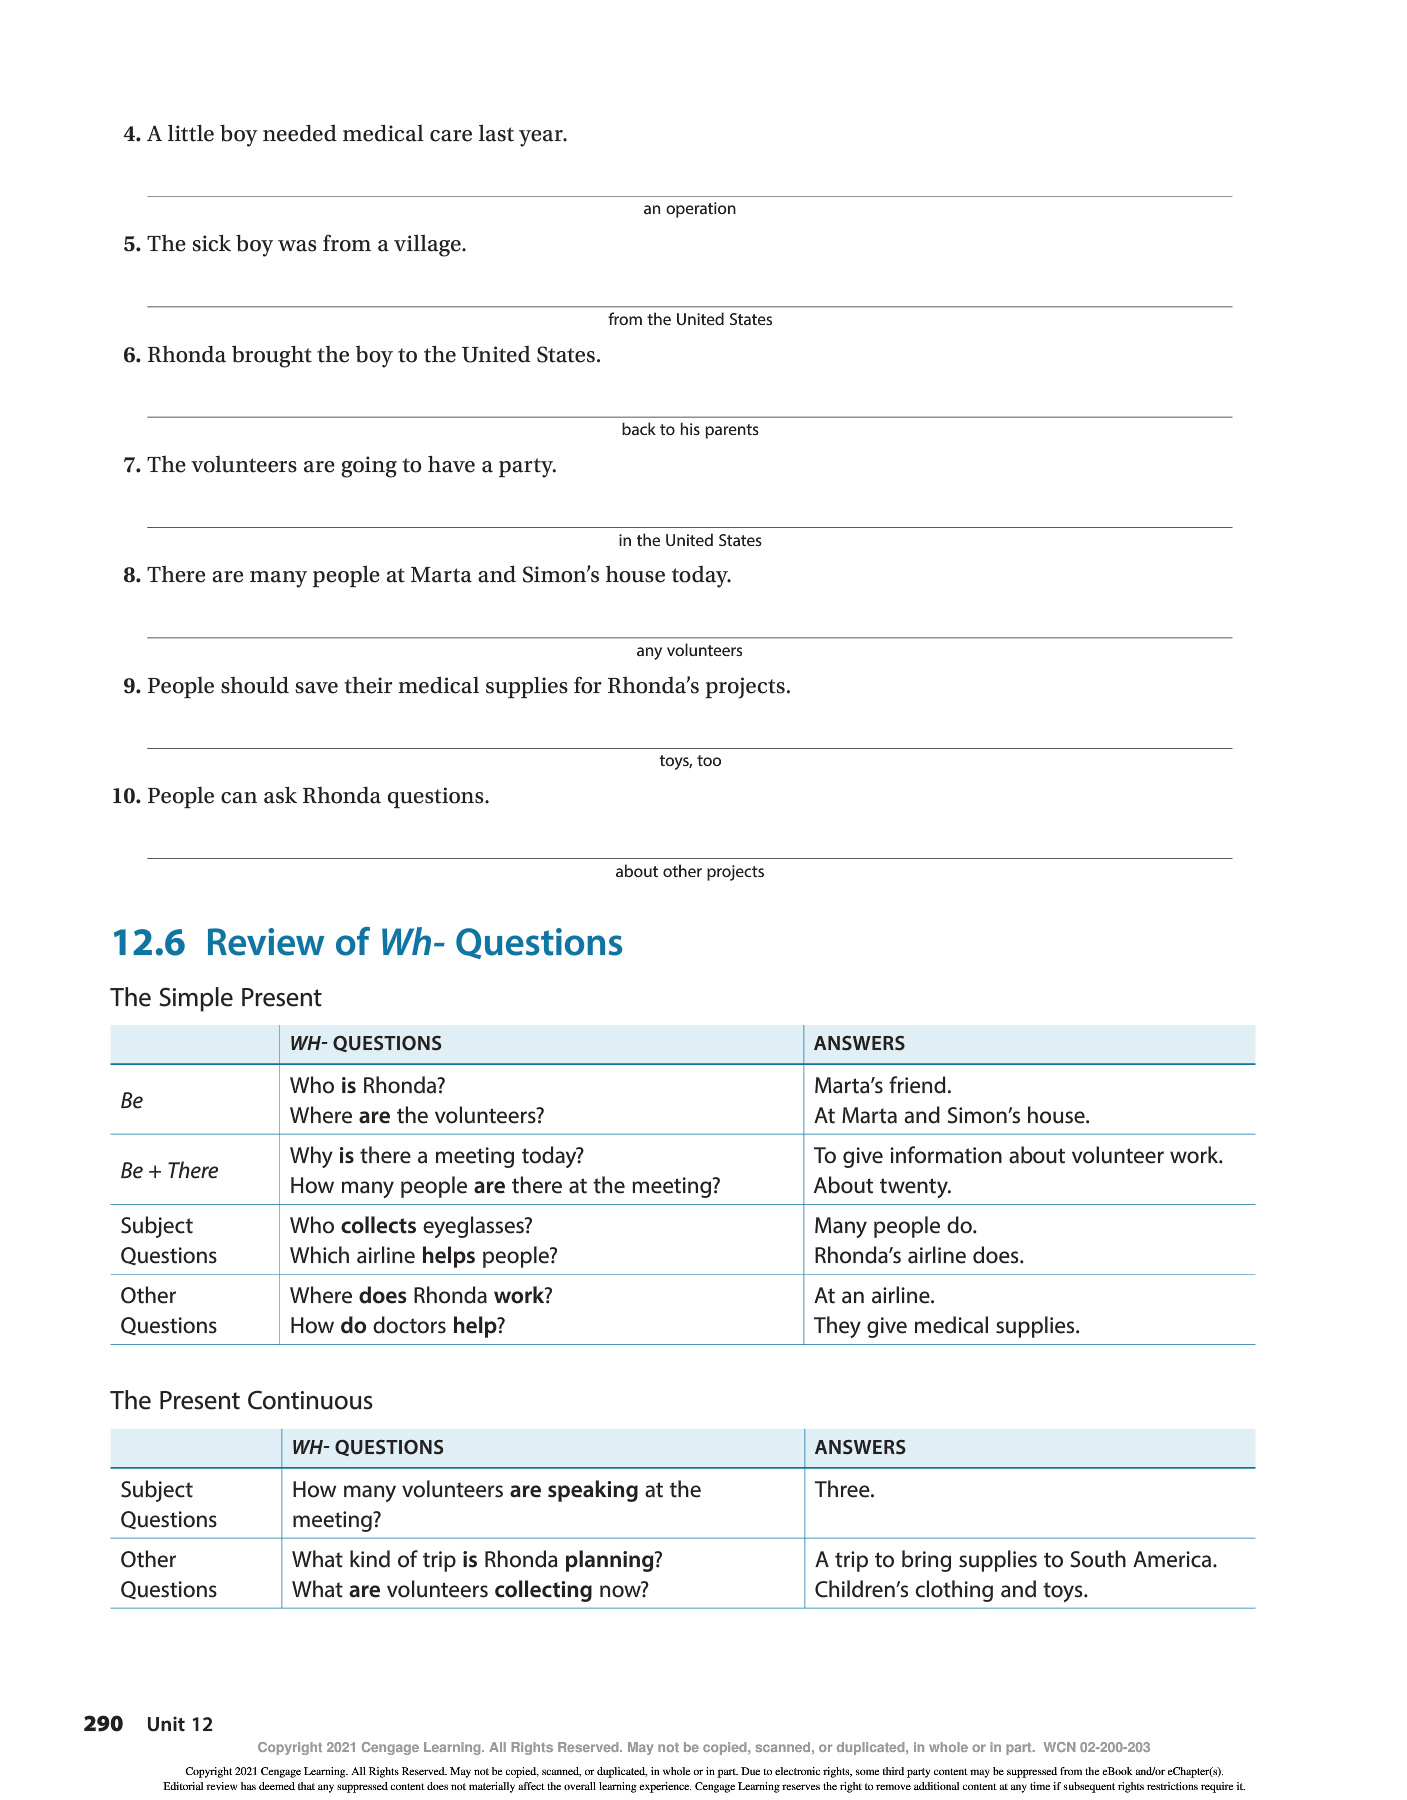 4. A little boy needed medical care last year.
an operation
5. The sick boy was from a village.
from the United States
6. Rhonda brought the boy to the United States.
back to his parents
7. The volunteers are going to have a party.
in the United States
8. There are many people at Marta and Simon’s house today.
any volunteers
9. People should save their medical supplies for Rhonda’s projects.
toys, too
10. People can ask Rhonda questions.
about other projects
12.6 Review of Wh- Questions
The Simple Present
WH- QUESTIONS ANSWERS
Be
Who is Rhonda? Marta’s friend.
Where are the volunteers? At Marta and Simon’s house.
Be + There
Why is there a meeting today? To give information about volunteer work.
How many people are there at the meeting? About twenty.
Subject Who collects eyeglasses? Many people do.
Questions Which airline helps people? Rhonda’s airline does.
Other Where does Rhonda work? At an airline.
Questions How do doctors help? They give medical supplies.
The Present Continuous
WH- QUESTIONS ANSWERS
Subject How many volunteers are speaking at the Three.
Questions meeting?
Other What kind of trip is Rhonda planning? A trip to bring supplies to South America.
Questions What are volunteers collecting now? Children’s clothing and toys.
290 Unit 12
Copyright 2021 Cengage Learning. All Rights Reserved. May not be copied, scanned, or duplicated, in whole or in part. WCN 02-200-203
Copyright 2021 Cengage Learning. All Rights Reserved. May not be copied, scanned, or duplicated, in whole or in part. Due to electronic rights, some third party content may be suppressed from the eBook and/or eChapter(s).
Editorial review has deemed that any suppressed content does not materially affect the overall learning experience. Cengage Learning reserves the right to remove additional content at any time if subsequent rights restrictions require it.